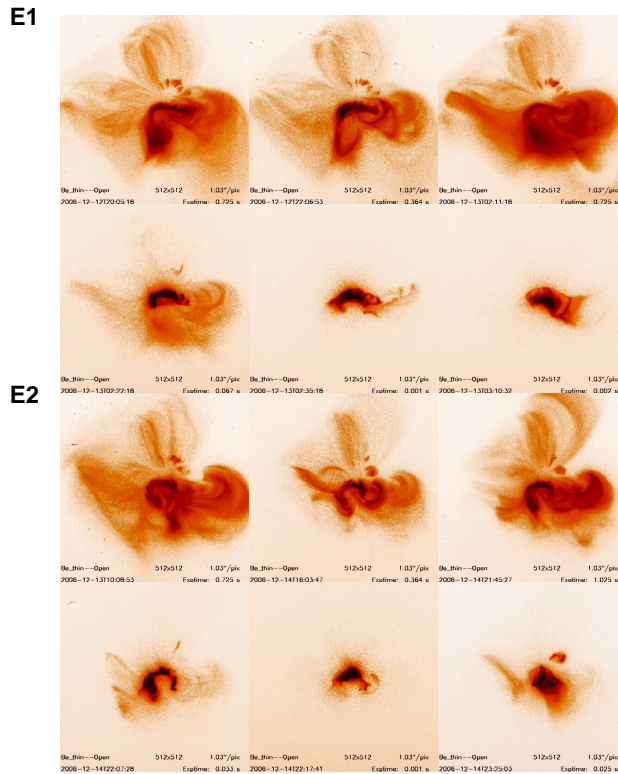 E1
Be_thin--Open 512x512 1.03"/pix
2006-12-12T20:05:18 Exptime: 0.725 s
Be_thin--Open 512x512 1.03"/pix
2006-12-12T22:06:53 Exptime: 0.364 s
Be_thin--Open 512x512 1.03"/pix
2006-12-13T02:11:18 Exptime: 0.725 s
Be_thin--Open 512x512 1.03"/pix
2006-12-13T02:22:18 Exptime: 0.067 s
Be_thin--Open 512x512 1.03"/pix
2006-12-13T02:35:18 Exptime: 0.001 s
Be_thin--Open 512x512 1.03"/pix
2006-12-13T03:10:32 Exptime: 0.002 s
E2
Be_thin--Open 512x512 1.03"/pix
2006-12-13T10:08:53 Exptime: 0.725 s
Be_thin--Open 512x512 1.03"/pix
2006-12-14T16:03:47 Exptime: 0.364 s
Be_thin--Open 512x512 1.03"/pix
2006-12-14T21:45:27 Exptime: 1.025 s
Be_thin--Open 512x512 1.03"/pix
2006-12-14T22:07:28 Exptime: 0.033 s
Be_thin--Open 512x512 1.03"/pix
2006-12-14T22:17:41 Exptime: 0.001 s
Be_thin--Open 512x512 1.03"/pix
2006-12-14T23:25:03 Exptime: 0.025 s